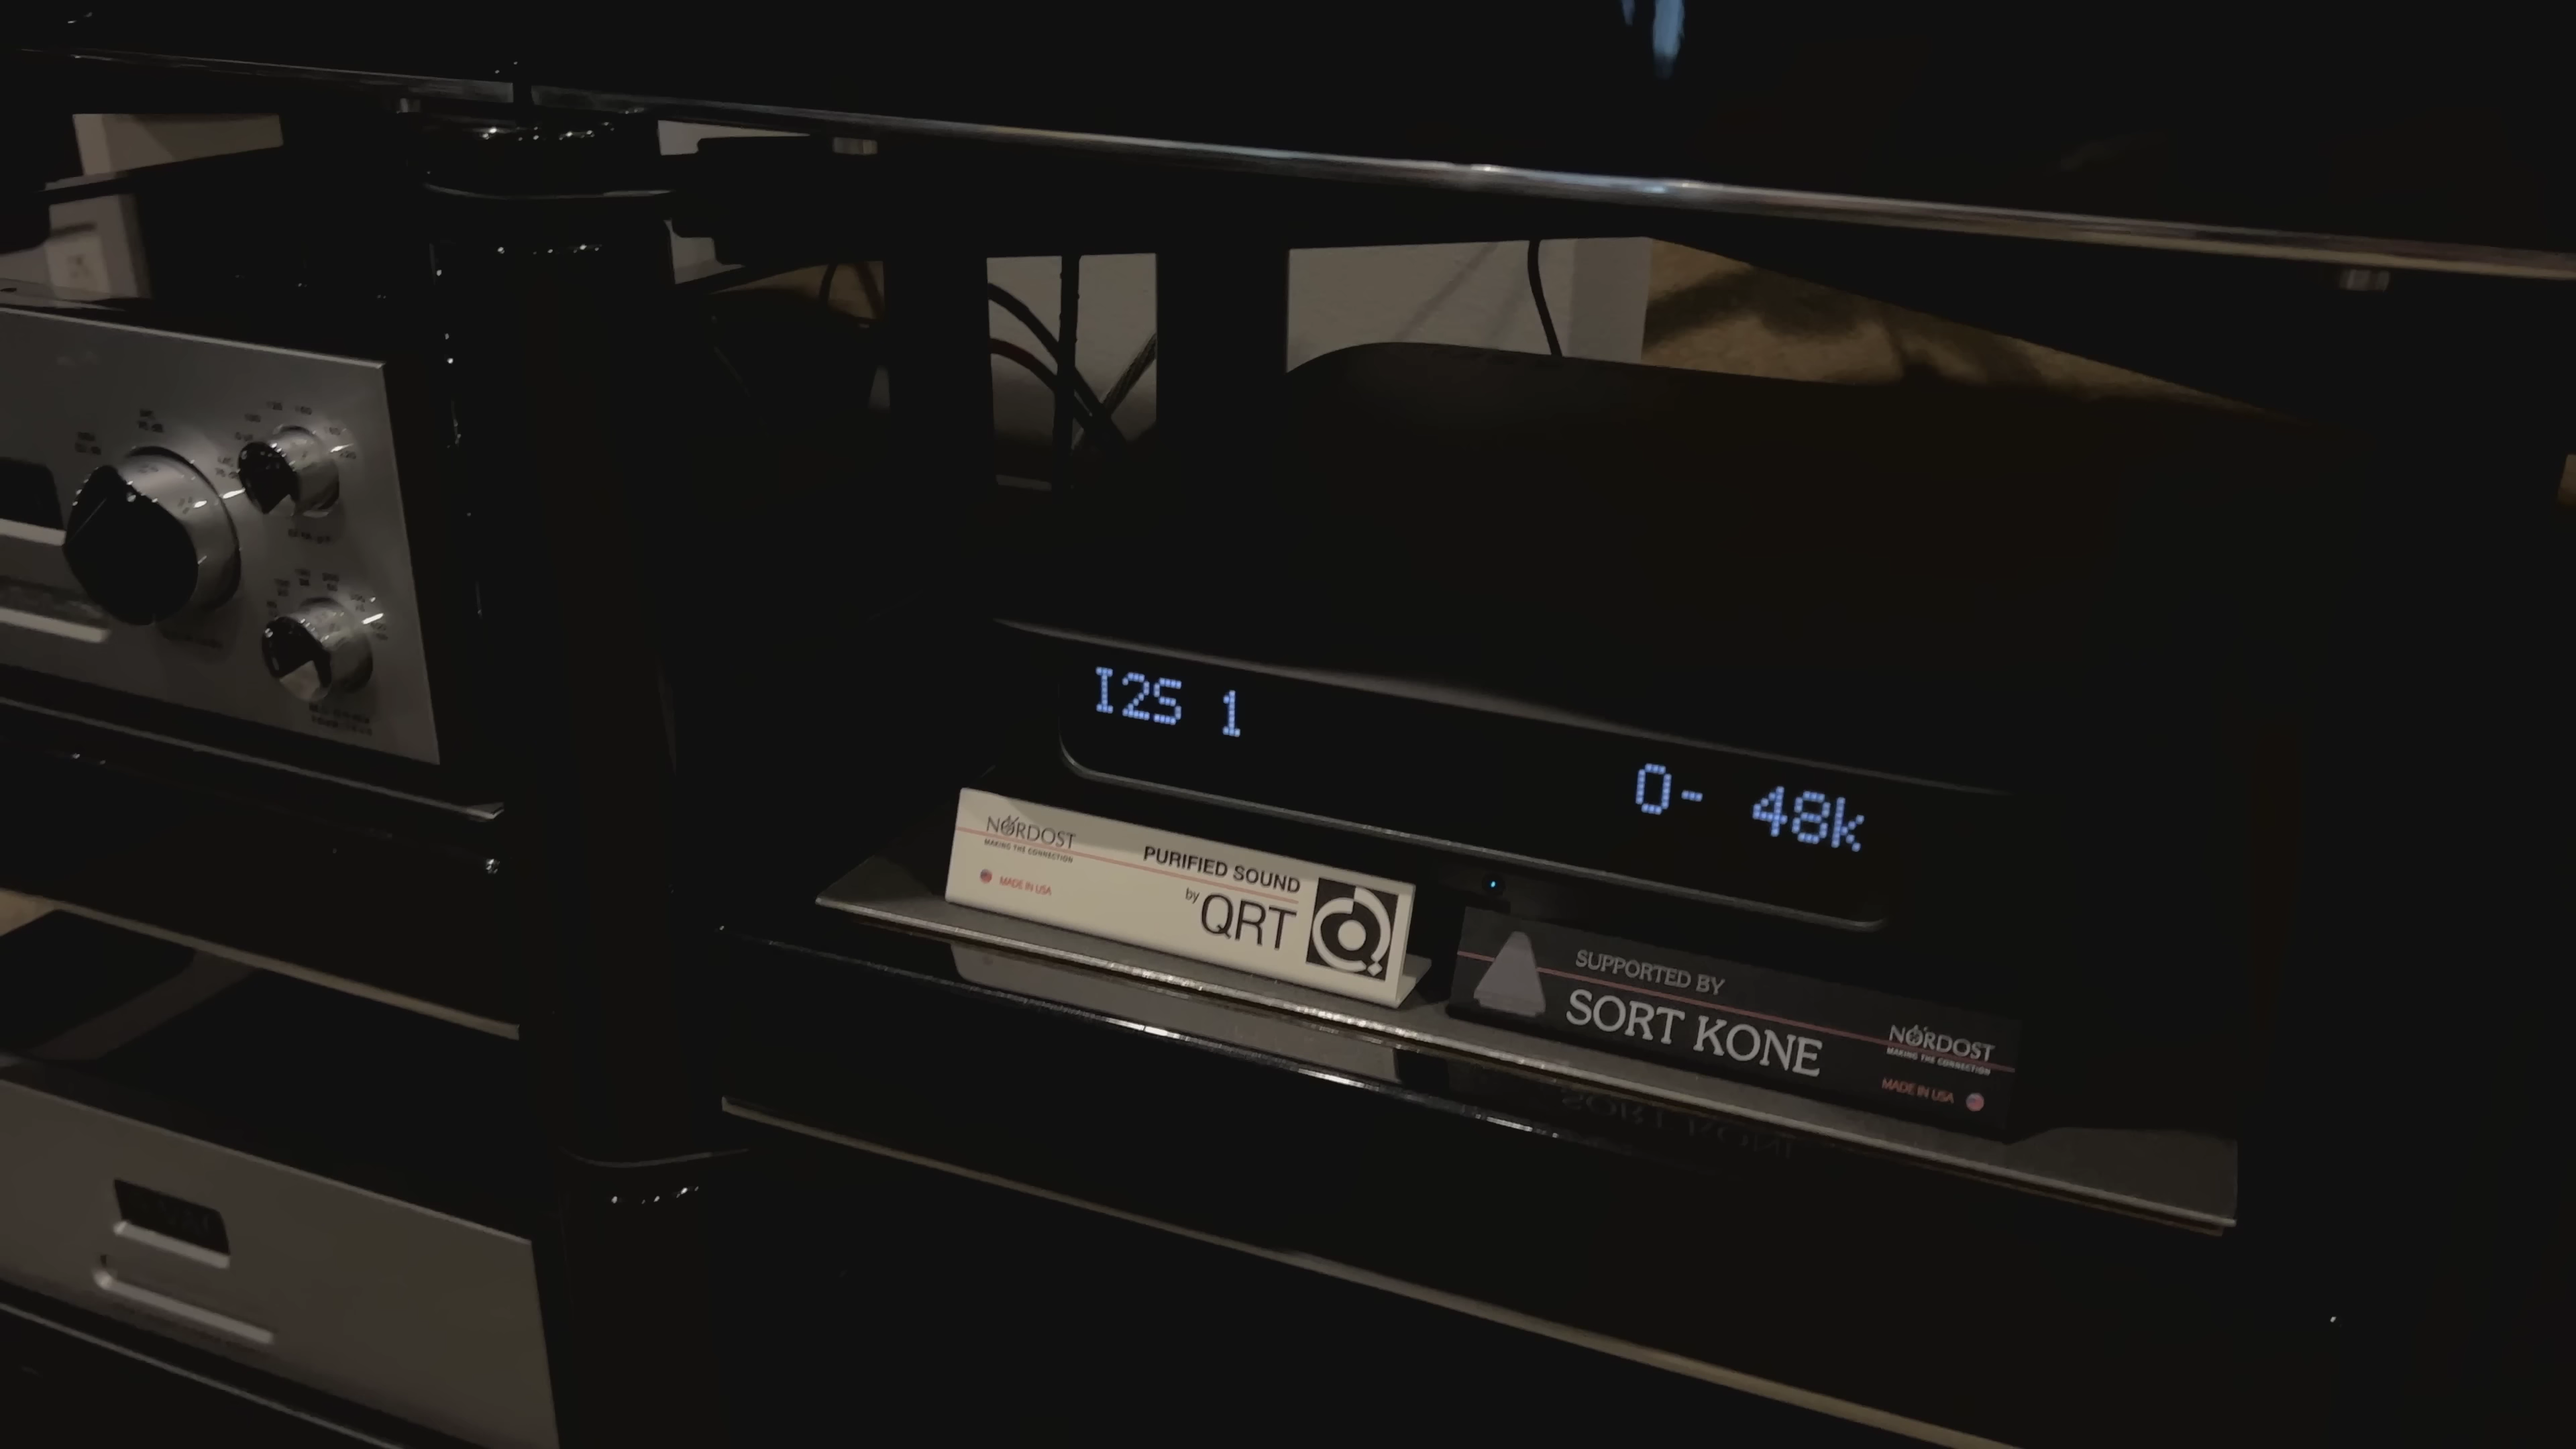 I2S 1
0- 48k
NORDOST
MAKING THE CONNECTION
MADE IN USA
PURIFIED SOUND
by QRT
SUPPORTED BY
SORT KONE
NORDOST
MAKING THE CONNECTION
MADE IN USA